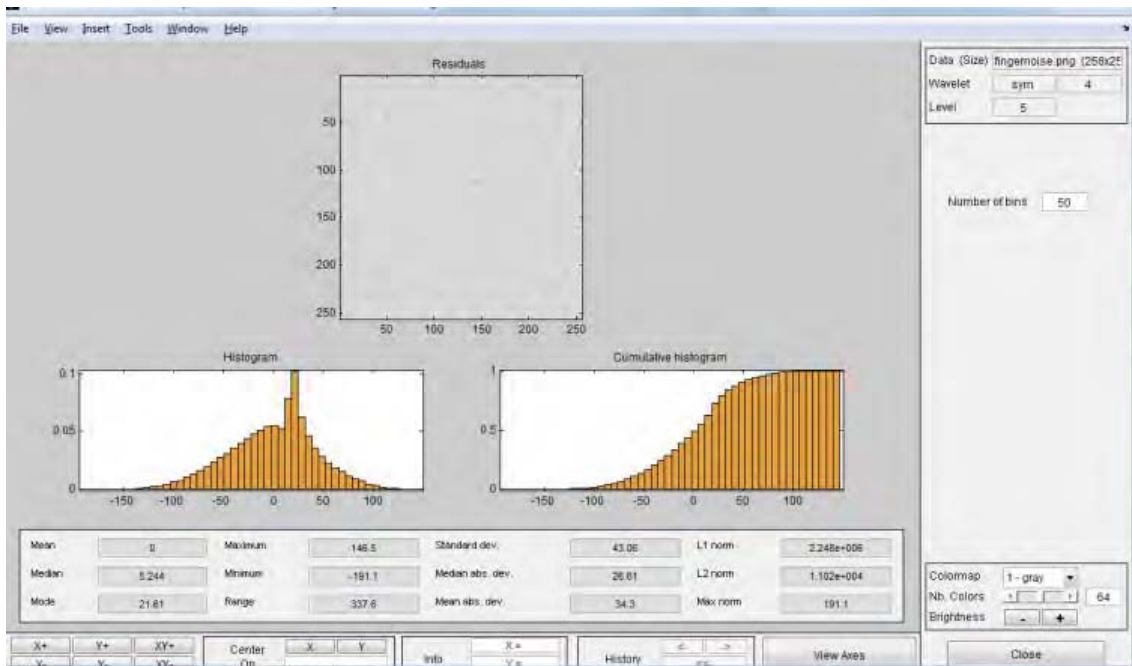 File View Insert Tools Window Help
Residuals
50
100
150
200
250
50 100 150 200 250
Histogram
0.1
0.05
0
-150 -100 -50 0 50 100
Cumulative histogram
1
0.5
0
-150 -100 -50 0 50 100
Mean 0 Maximum 146.5 Standard dev. 43.06 L1 norm 2.248e+006
Median 5.244 Minimum -191.1 Median abs. dev. 26.61 L2 norm 1.102e+004
Mode 21.61 Range 337.6 Mean abs. dev. 34.3 Max norm 191.1
X+ Y+ XY+ Center X Y X = <- ->
Y- XY- On Info Y = History View Axes
Data (Size) fingernoise.png (256x25
Wavelet sym 4
Level 5
Number of bins 50
Colormap 1 - gray
Nb. Colors 64
Brightness - +
Close